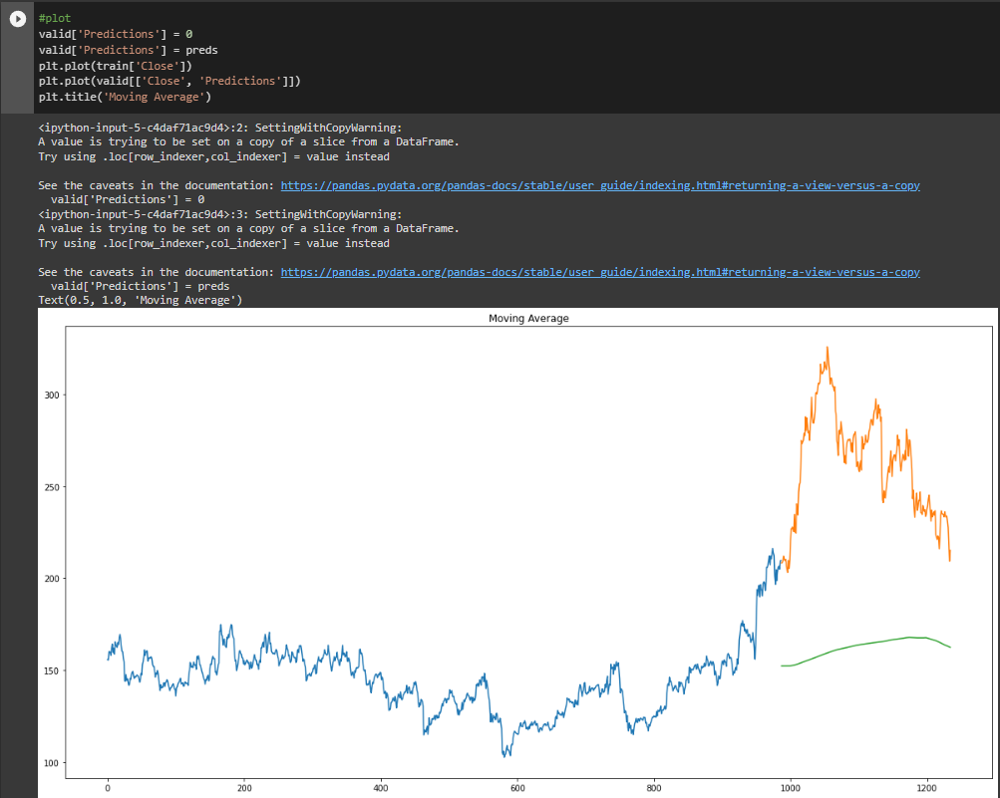 #plot
valid['Predictions'] = 0
valid['Predictions'] = preds
plt.plot(train['Close'])
plt.plot(valid[['Close', 'Predictions']])
plt.title('Moving Average')
<ipython-input-5-c4daf71ac9d4>:2: SettingWithCopyWarning:
A value is trying to be set on a copy of a slice from a DataFrame.
Try using .loc[row_indexer,col_indexer] = value instead
See the caveats in the documentation: https://pandas.pydata.org/pandas-docs/stable/user_guide/indexing.html#returning-a-view-versus-a-copy
  valid['Predictions'] = 0
<ipython-input-5-c4daf71ac9d4>:3: SettingWithCopyWarning:
A value is trying to be set on a copy of a slice from a DataFrame.
Try using .loc[row_indexer,col_indexer] = value instead
See the caveats in the documentation: https://pandas.pydata.org/pandas-docs/stable/user_guide/indexing.html#returning-a-view-versus-a-copy
  valid['Predictions'] = preds
Text(0.5, 1.0, 'Moving Average')
Moving Average
300
250
200
150
100
0 200 400 600 800 1000 1200